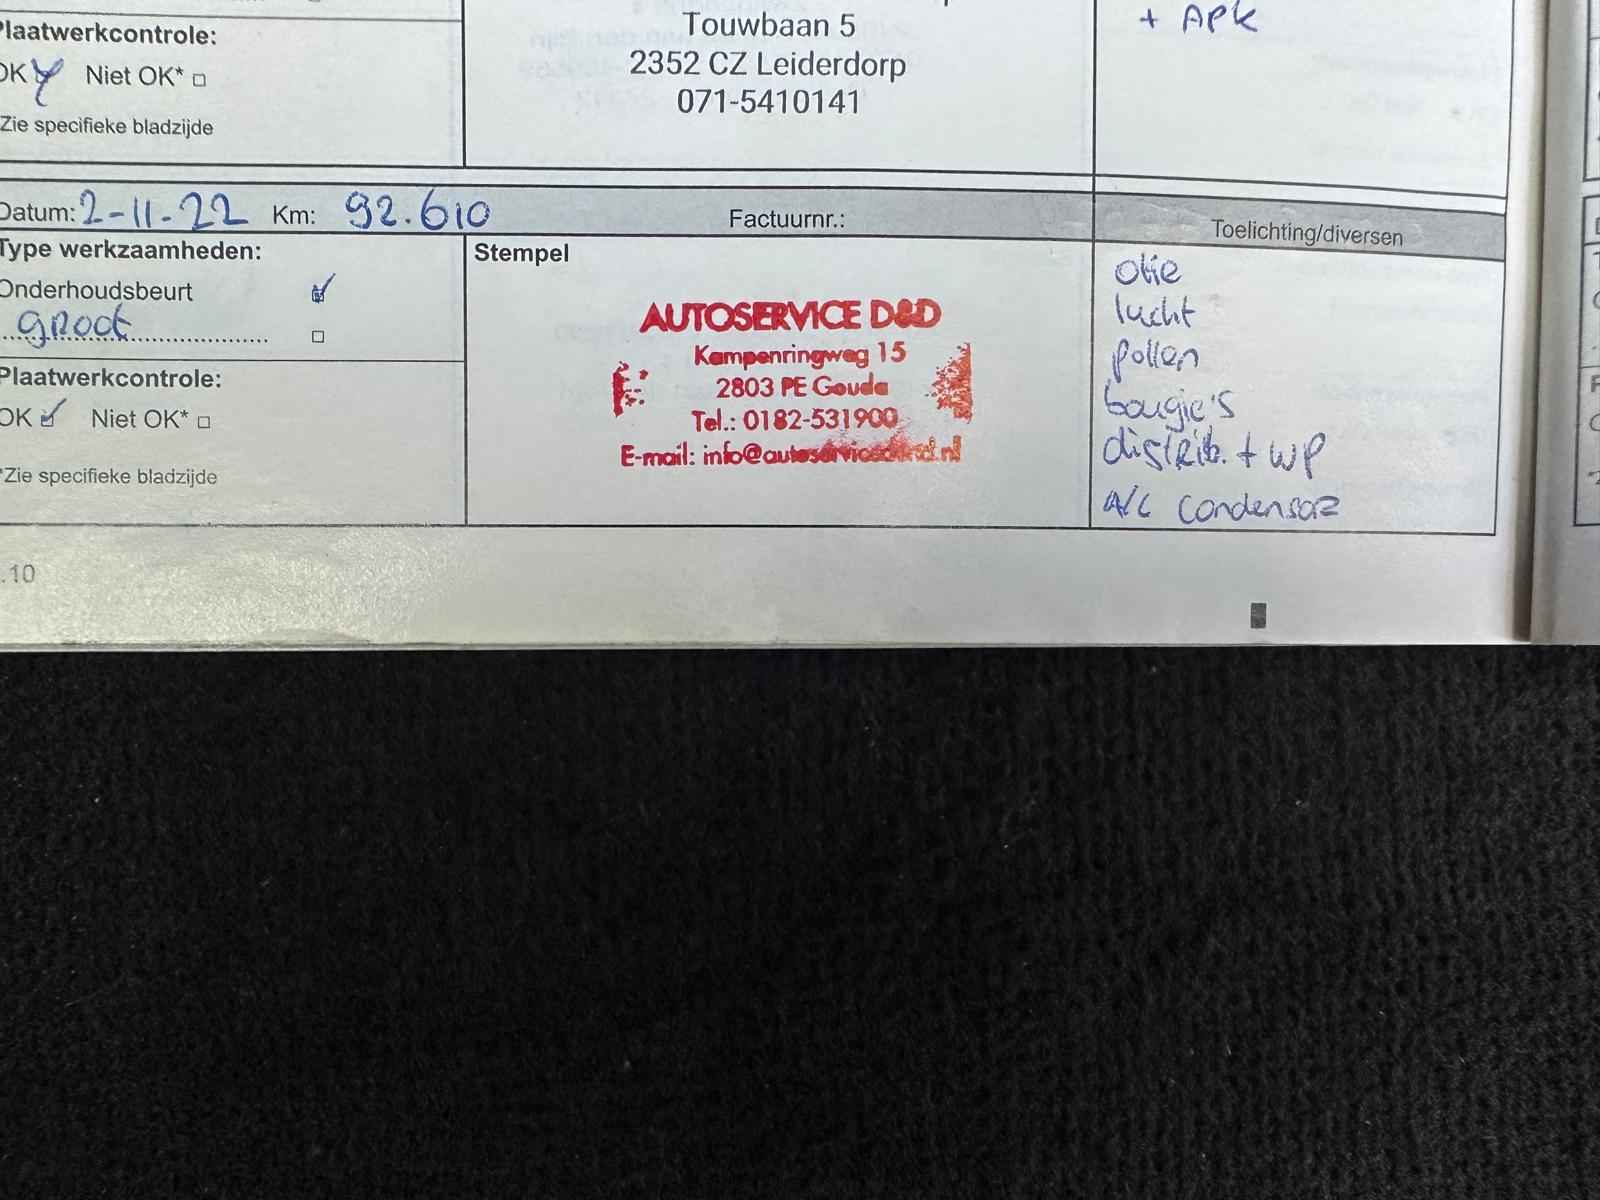 Plaatwerkcontrole:
OK Niet OK*
Zie specifieke bladzijde
Touwbaan 5
2352 CZ Leiderdorp
071-5410141
+ APK
Datum: 2-11-22 Km: 92.610 Factuurnr.:
Toelichting/diversen
Type werkzaamheden:
Onderhoudsbeurt
groot
Plaatwerkcontrole:
OK Niet OK*
*Zie specifieke bladzijde
Stempel
AUTOSERVICE D&D
Kampenringweg 15
2803 PE Gouda
Tel.: 0182-531900
E-mail:
olie
lucht
pollen
bougie's
distrib. + WP
A/C Condensor
.10